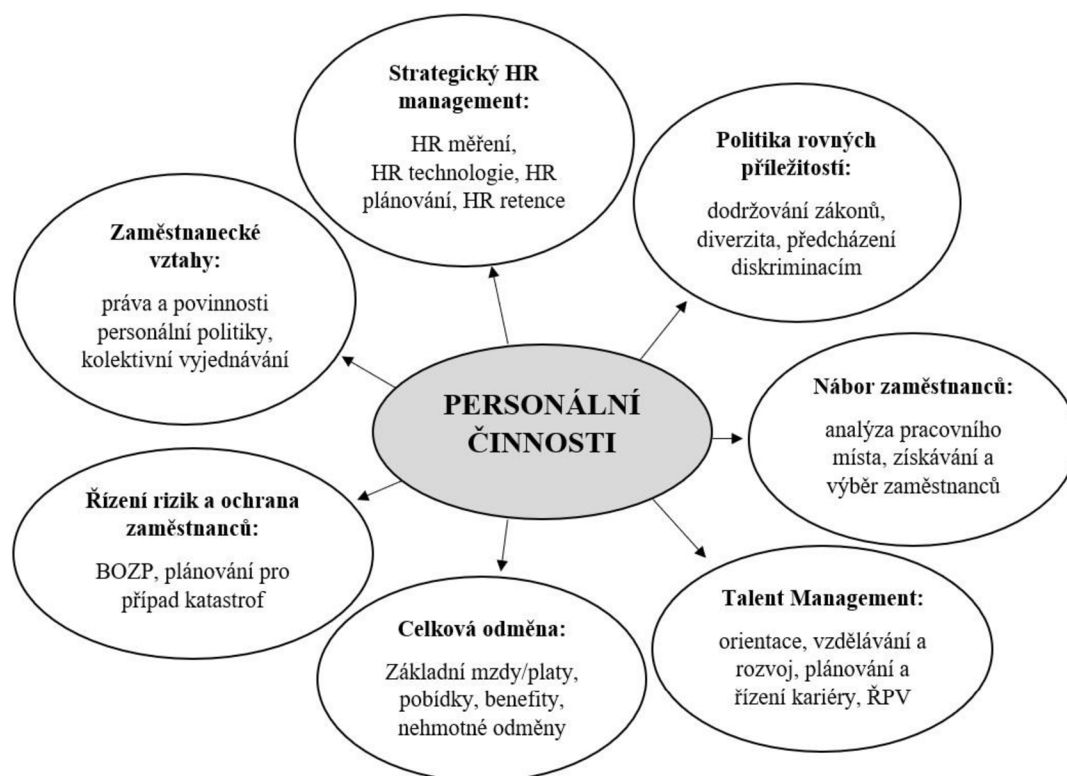 Strategický HR
management:
HR měření,
HR technologie, HR
plánování, HR retence
Politika rovných
příležitostí:
dodržování zákonů,
diverzita, předcházení
diskriminacím
Zaměstnanecké
vztahy:
práva a povinnosti
personální politiky,
kolektivní vyjednávání
PERSONÁLNÍ
ČINNOSTI
Nábor zaměstnanců:
analýza pracovního
místa, získávání a
výběr zaměstnanců
Řízení rizik a ochrana
zaměstnanců:
BOZP, plánování pro
případ katastrof
Celková odměna:
Základní mzdy/platy,
pobídky, benefity,
nehmotné odměny
Talent Management:
orientace, vzdělávání a
rozvoj, plánování a
řízení kariéry, ŘPV